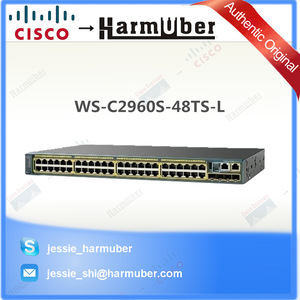 CISCO
HarmUber
Authentic Original
WS-C2960S-48TS-L
jessie_harmuber
jessie_shi@harmuber.com